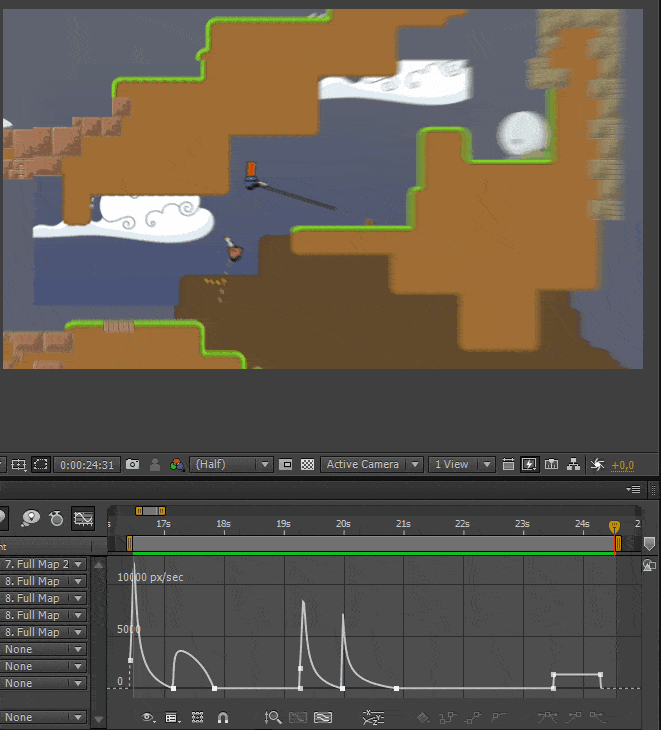 0:00:24:31
(Half)
Active Camera
1 View
+0,0
17s
18s
19s
20s
21s
22s
23s
24s
2
nt
7. Full Map 2
8. Full Map
8. Full Map
8. Full Map
8. Full Map
None
None
None
None
10000 px/sec
5000
0